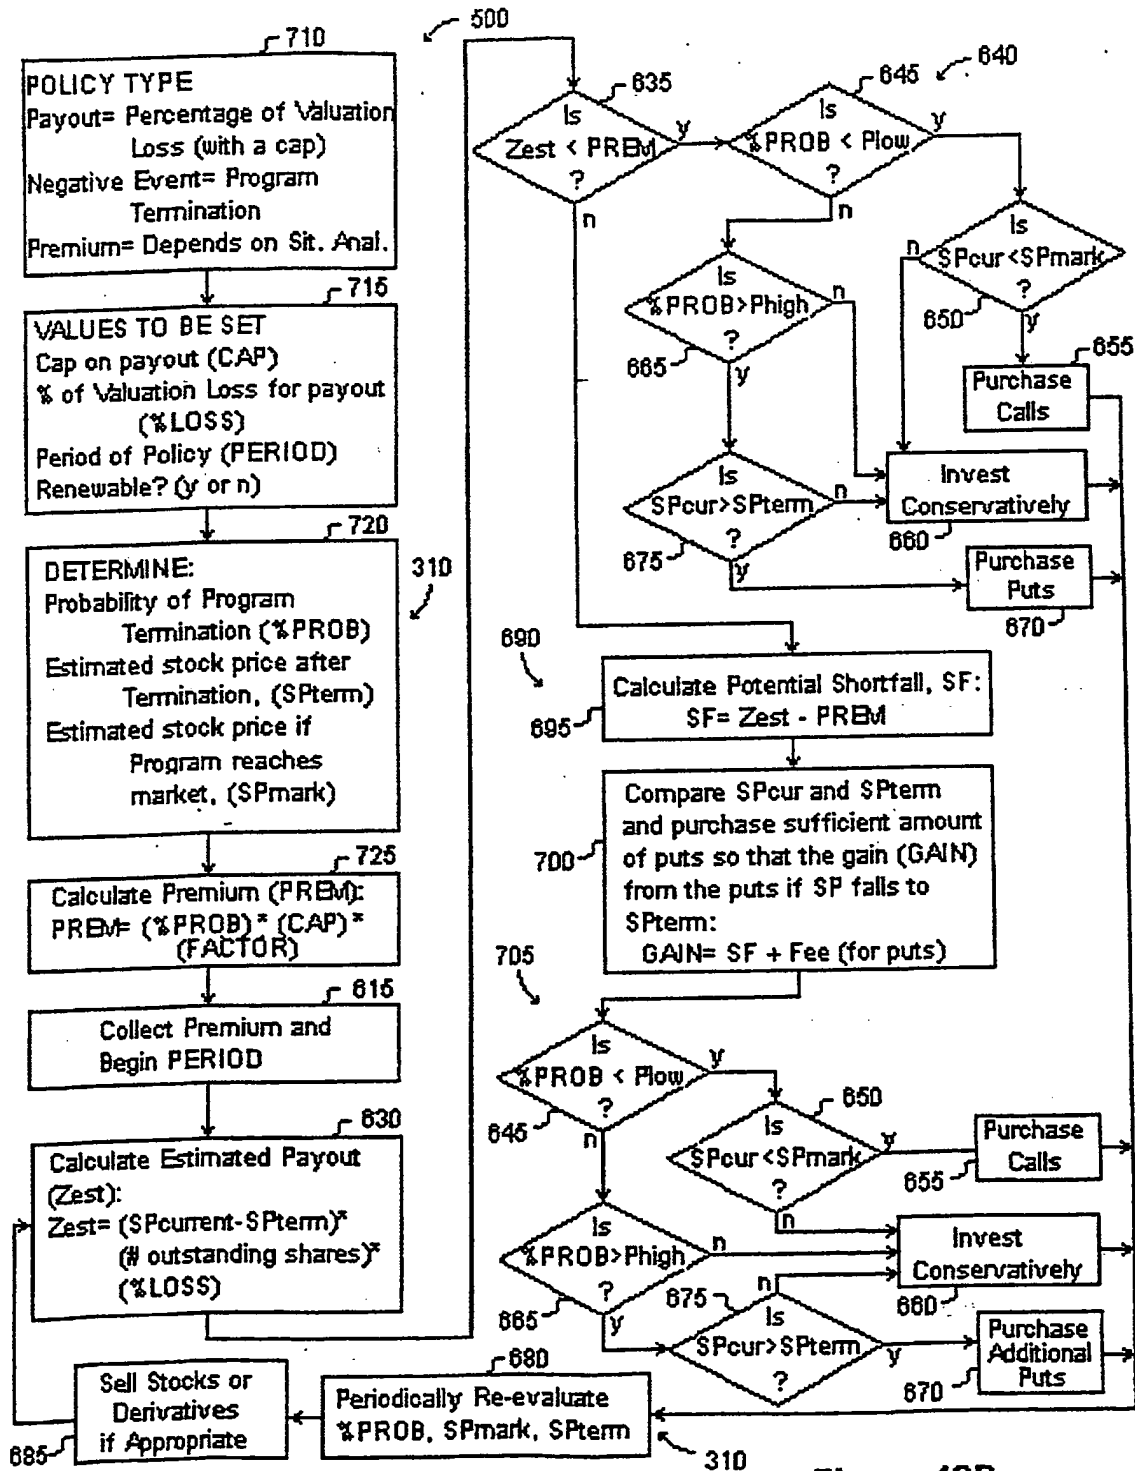 500
710
POLICY TYPE
Payout= Percentage of Valuation
Loss (with a cap)
Negative Event= Program
Termination
Premium= Depends on Sit. Anal.
715
VALUES TO BE SET
Cap on payout (CAP)
% of Valuation Loss for payout
(%LOSS)
Period of Policy (PERIOD)
Renewable? (y or n)
720
DETERMINE:
Probability of Program
Termination (%PROB)
Estimated stock price after
Termination, (SPterm)
Estimated stock price if
Program reaches
market, (SPmark)
310
725
Calculate Premium (PREM):
PREM= (%PROB)* (CAP)*
(FACTOR)
615
Collect Premium and
Begin PERIOD
630
Calculate Estimated Payout
(Zest):
Zest= (SPcurrent-SPterm)*
(# outstanding shares)*
(%LOSS)
635
Is
Zest < PREM
?
y
n
640
645
Is
%PROB < Plow
?
y
n
Is
SPcur<SPmark
?
n
y
650
655
Purchase
Calls
Is
%PROB>Phigh
?
n
y
665
Is
SPcur>SPterm
?
n
y
675
Invest
Conservatively
660
Purchase
Puts
670
690
Calculate Potential Shortfall, SF:
SF= Zest - PREM
695
Compare SPcur and SPterm
and purchase sufficient amount
of puts so that the gain (GAIN)
from the puts if SP falls to
SPterm:
GAIN= SF + Fee (for puts)
700
705
Is
%PROB < Plow
?
y
n
645
650
Is
SPcur<SPmark
?
y
n
Purchase
Calls
655
Is
%PROB>Phigh
?
n
y
665
Invest
Conservatively
660
675
n
Is
SPcur>SPterm
?
y
Purchase
Additional
Puts
670
680
Periodically Re-evaluate
%PROB, SPmark, SPterm
310
Sell Stocks or
Derivatives
if Appropriate
685